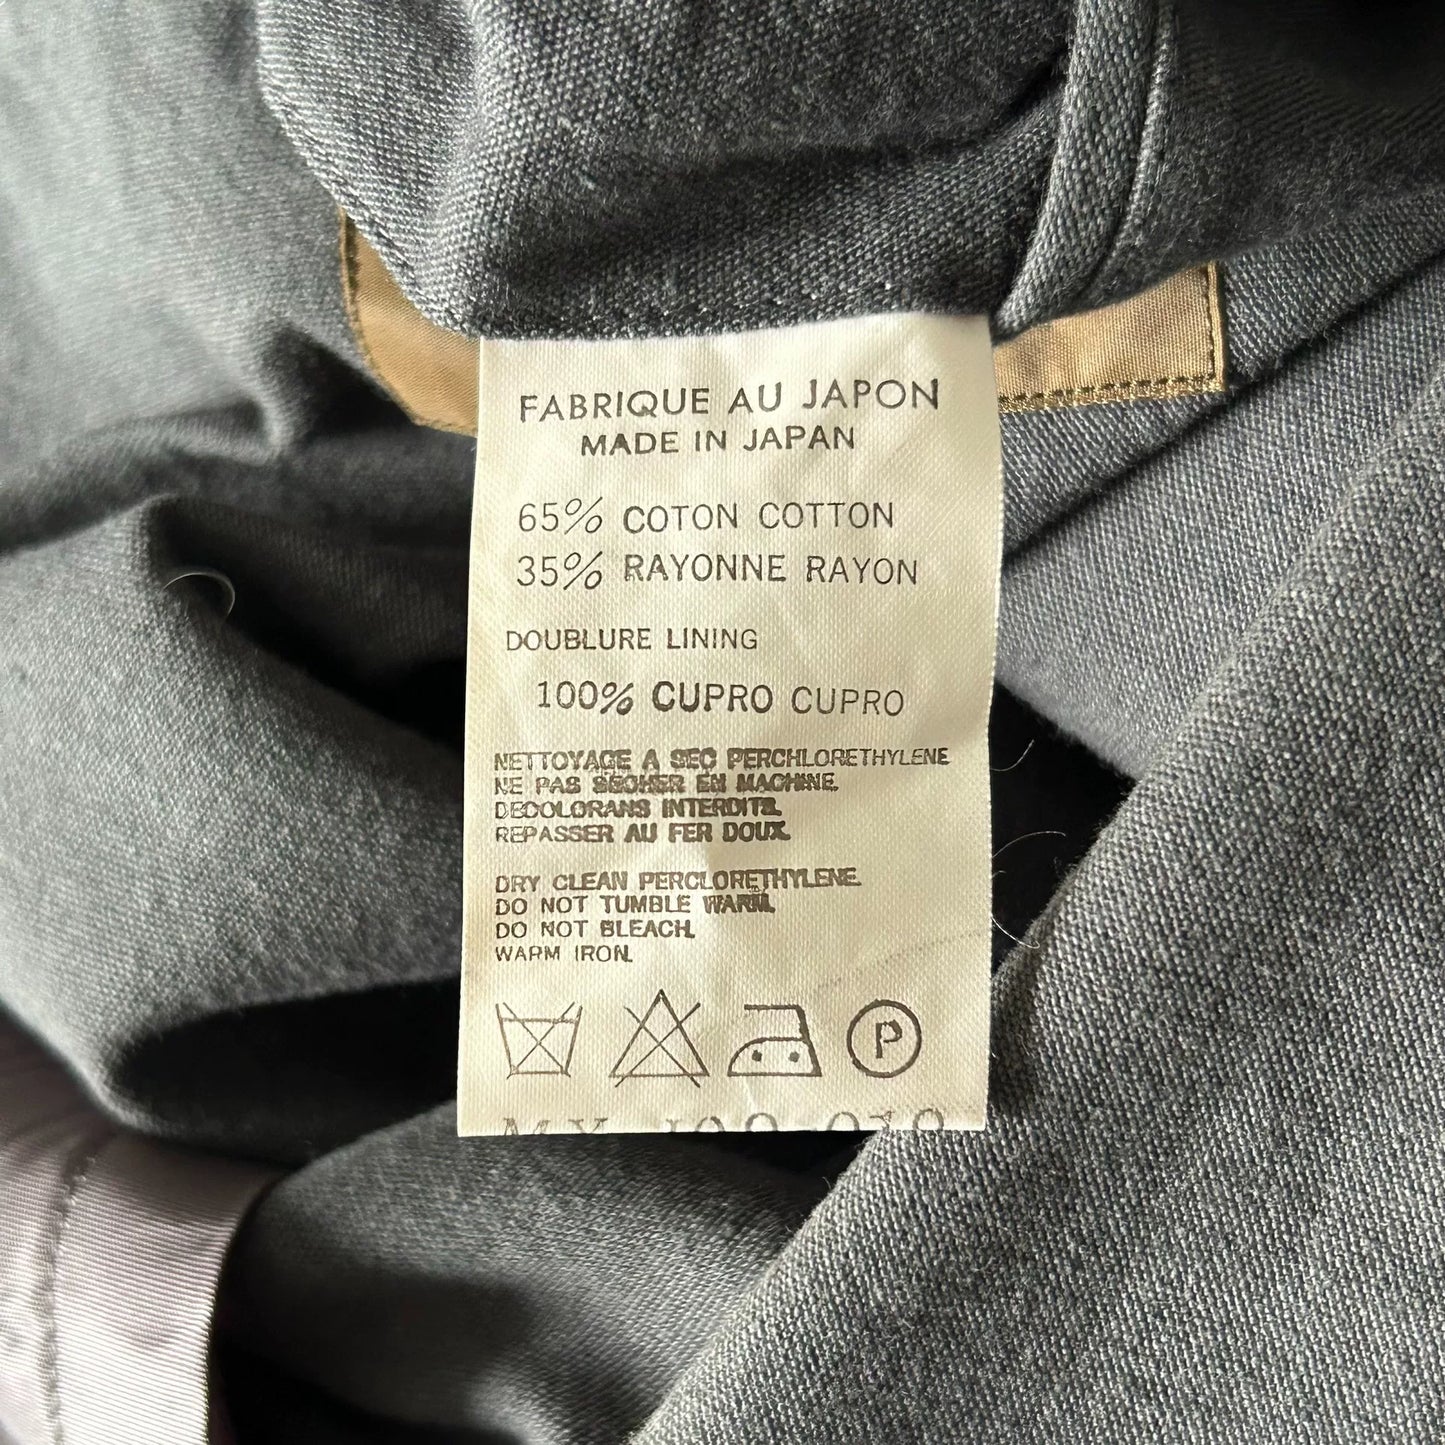 FABRIQUE AU JAPON
MADE IN JAPAN
65% COTON COTTON
35% RAYONNE RAYON
DOUBLURE LINING
100% CUPRO CUPRO
NETTOYAGE A SEC PERCHLORETHYLENE
NE PAS SECHER EN MACHINE.
DECOLORANS INTERDITS.
REPASSER AU FER DOUX.
DRY CLEAN PERCLORETHYLENE.
DO NOT TUMBLE WARM.
DO NOT BLEACH.
WARM IRON.
P